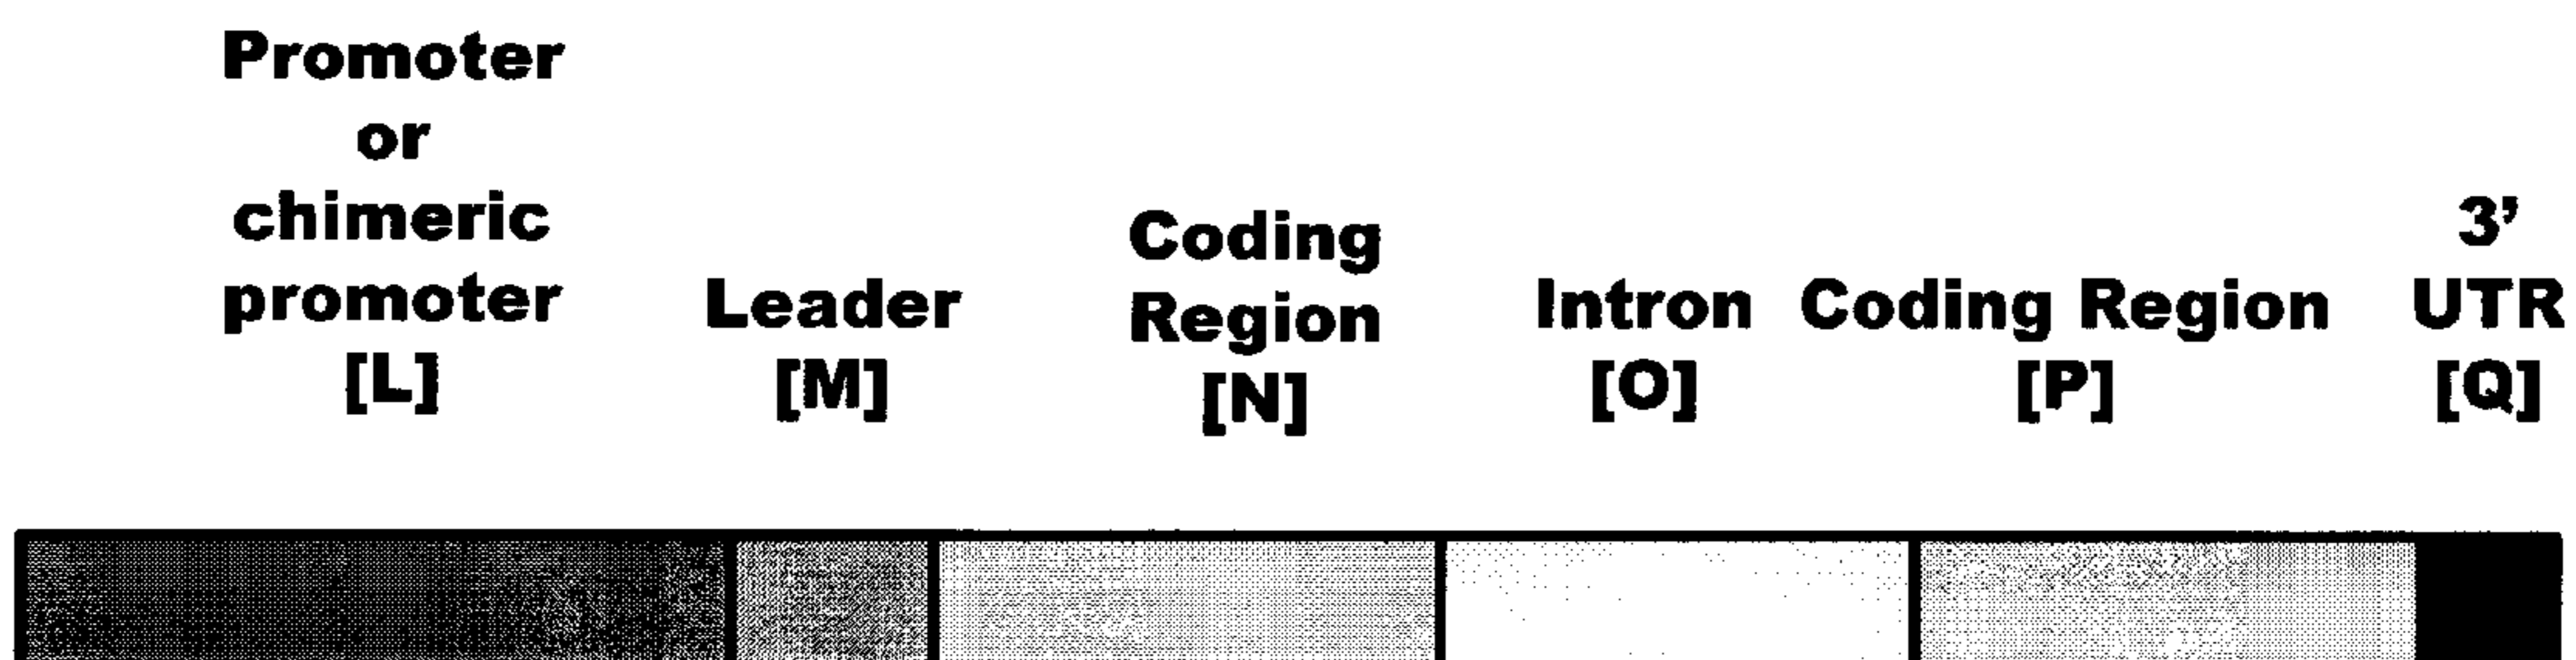 Promoter
or
chimeric
promoter
[L]
Leader
[M]
Coding
Region
[N]
Intron
[O]
Coding Region
[P]
3’
UTR
[Q]